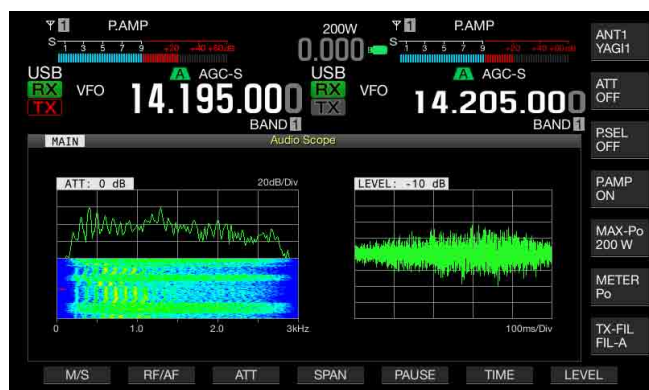 1 P.AMP 200W 1 P.AMP
S 1 3 5 7 9 +20 +40 +60dB 0.000 S 1 3 5 7 9 +20 +40 +60dB
USB A AGC-S USB A AGC-S
RX VFO 14.195.000 RX VFO 14.205.000
TX BAND 1 TX BAND 1
MAIN Audio Scope
ATT: 0 dB 20dB/Div LEVEL: -10 dB
0 1.0 2.0 3kHz 100ms/Div
M/S RF/AF ATT SPAN PAUSE TIME LEVEL
ANT1
YAGI1
ATT
OFF
P.SEL
OFF
P.AMP
ON
MAX-Po
200 W
METER
Po
TX-FIL
FIL-A